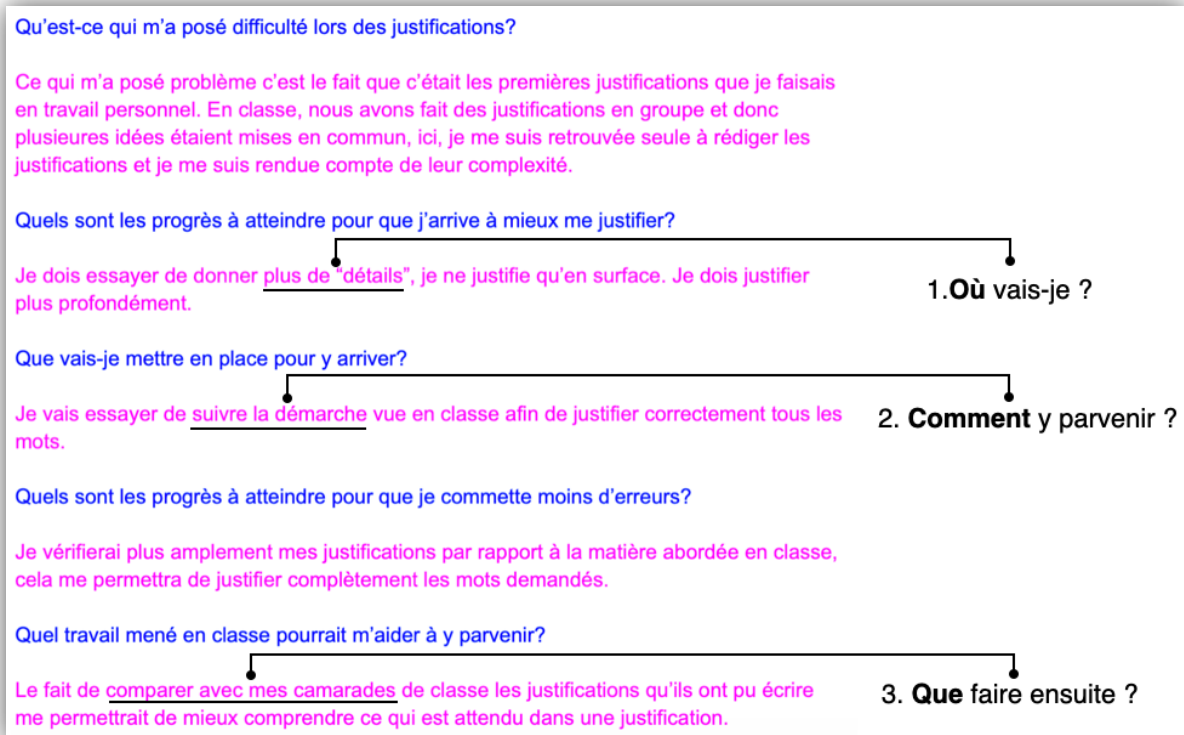 Qu’est-ce qui m’a posé difficulté lors des justifications?
Ce qui m’a posé problème c’est le fait que c’était les premières justifications que je faisais
en travail personnel. En classe, nous avons fait des justifications en groupe et donc
plusieures idées étaient mises en commun, ici, je me suis retrouvée seule à rédiger les
justifications et je me suis rendue compte de leur complexité.
Quels sont les progrès à atteindre pour que j’arrive à mieux me justifier?
Je dois essayer de donner plus de “détails”, je ne justifie qu’en surface. Je dois justifier
plus profondément.
1.Où vais-je ?
Que vais-je mettre en place pour y arriver?
Je vais essayer de suivre la démarche vue en classe afin de justifier correctement tous les
mots.
2. Comment y parvenir ?
Quels sont les progrès à atteindre pour que je commette moins d’erreurs?
Je vérifierai plus amplement mes justifications par rapport à la matière abordée en classe,
cela me permettra de justifier complètement les mots demandés.
Quel travail mené en classe pourrait m’aider à y parvenir?
Le fait de comparer avec mes camarades de classe les justifications qu’ils ont pu écrire
me permettrait de mieux comprendre ce qui est attendu dans une justification.
3. Que faire ensuite ?